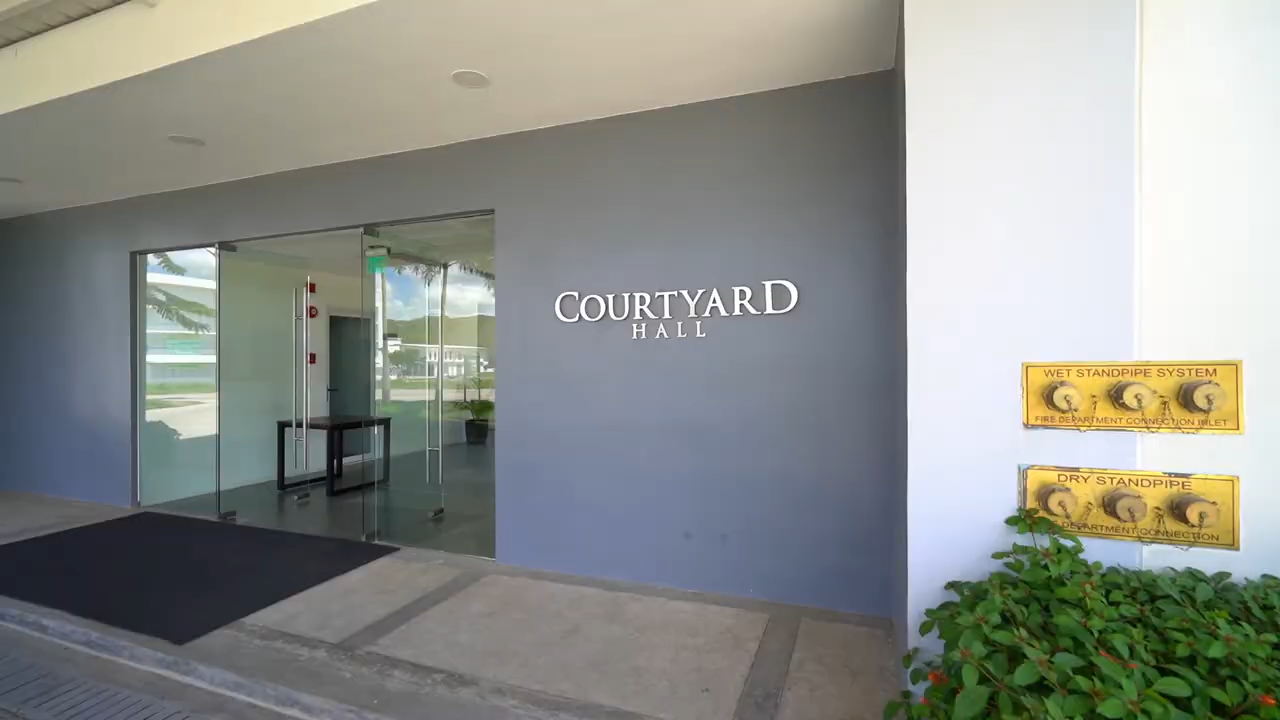 COURTYARD
HALL
WET STANDPIPE SYSTEM
FIRE DEPARTMENT CONNECTION INLET
DRY STANDPIPE
DEPARTMENT CONNECTION